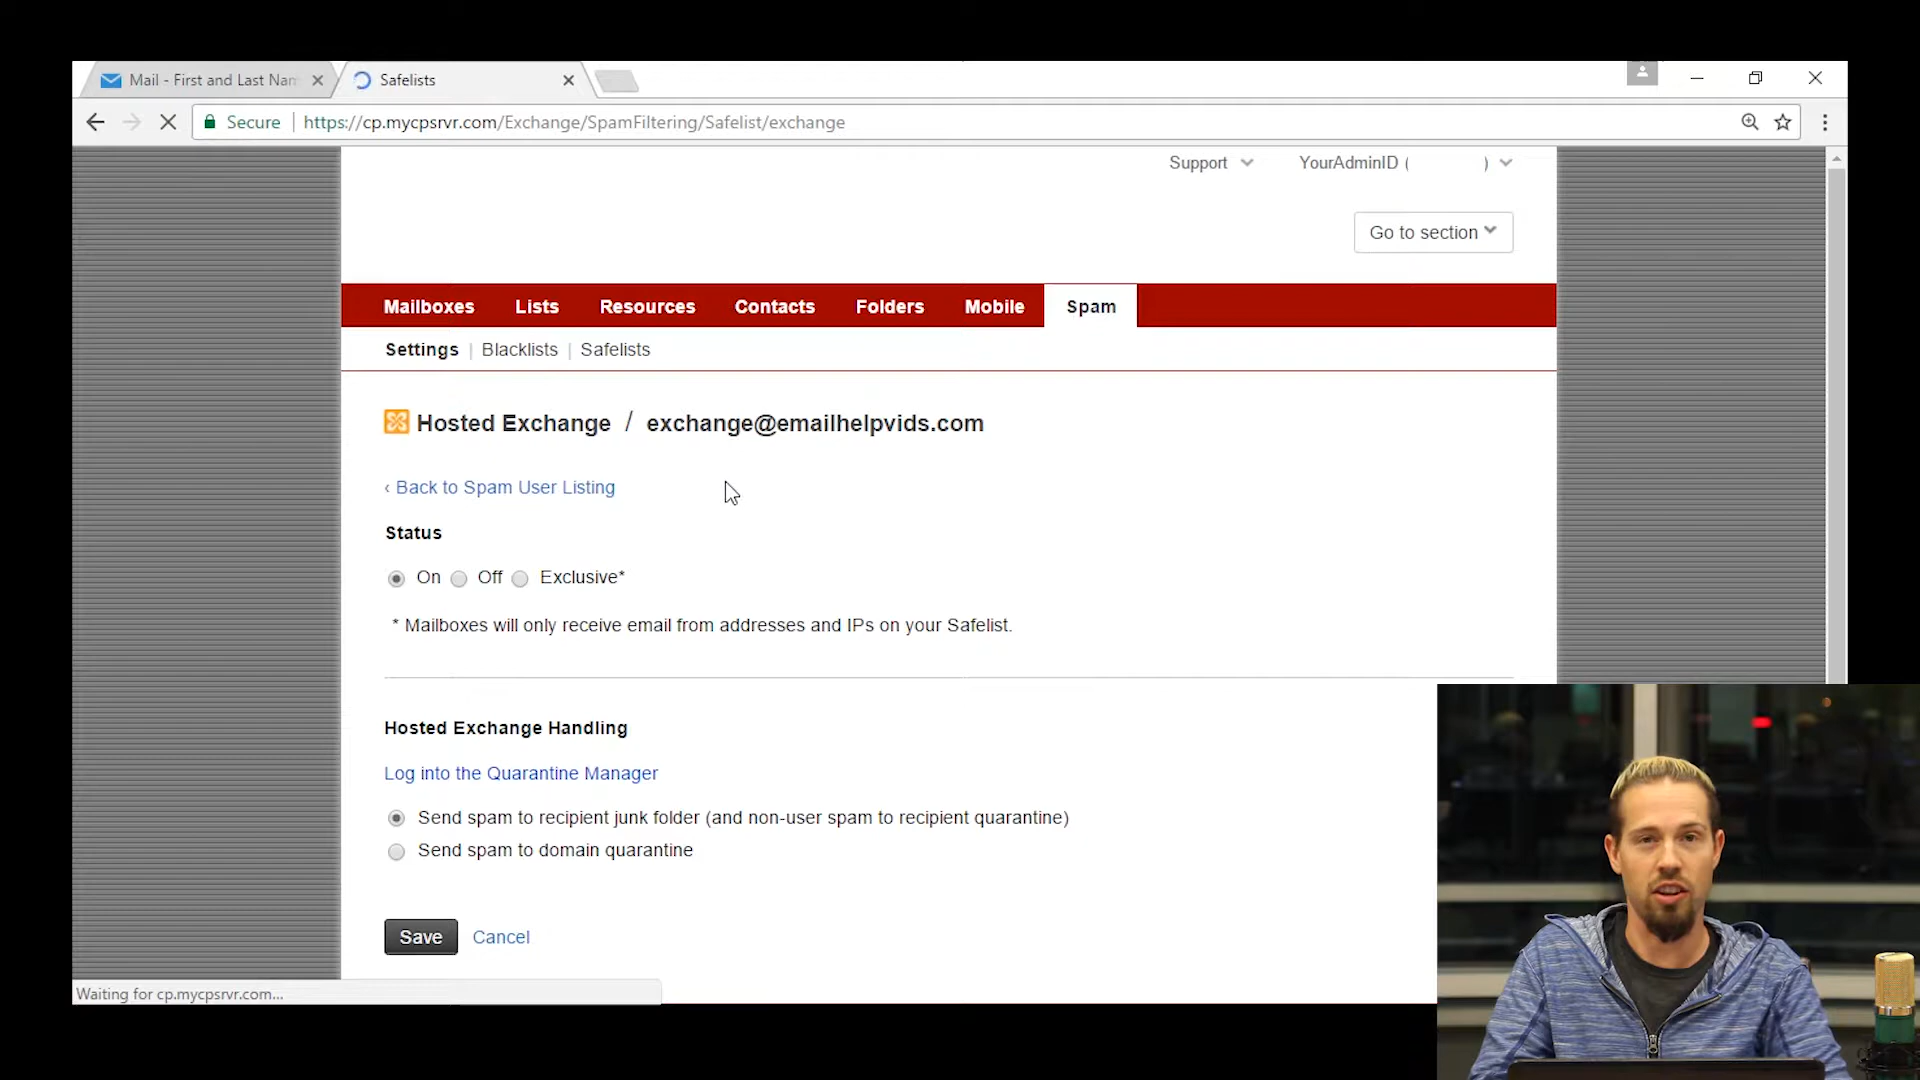 Mail - First and Last Nam
Safelists
Secure https://cp.mycpsrvr.com/Exchange/SpamFiltering/Safelist/exchange
Support YourAdminID ( )
Go to section
Mailboxes Lists Resources Contacts Folders Mobile Spam
Settings | Blacklists | Safelists
Hosted Exchange / exchange@emailhelpvids.com
‹ Back to Spam User Listing
Status
On Off Exclusive*
* Mailboxes will only receive email from addresses and IPs on your Safelist.
Hosted Exchange Handling
Log into the Quarantine Manager
Send spam to recipient junk folder (and non-user spam to recipient quarantine)
Send spam to domain quarantine
Save Cancel
Waiting for cp.mycpsrvr.com...